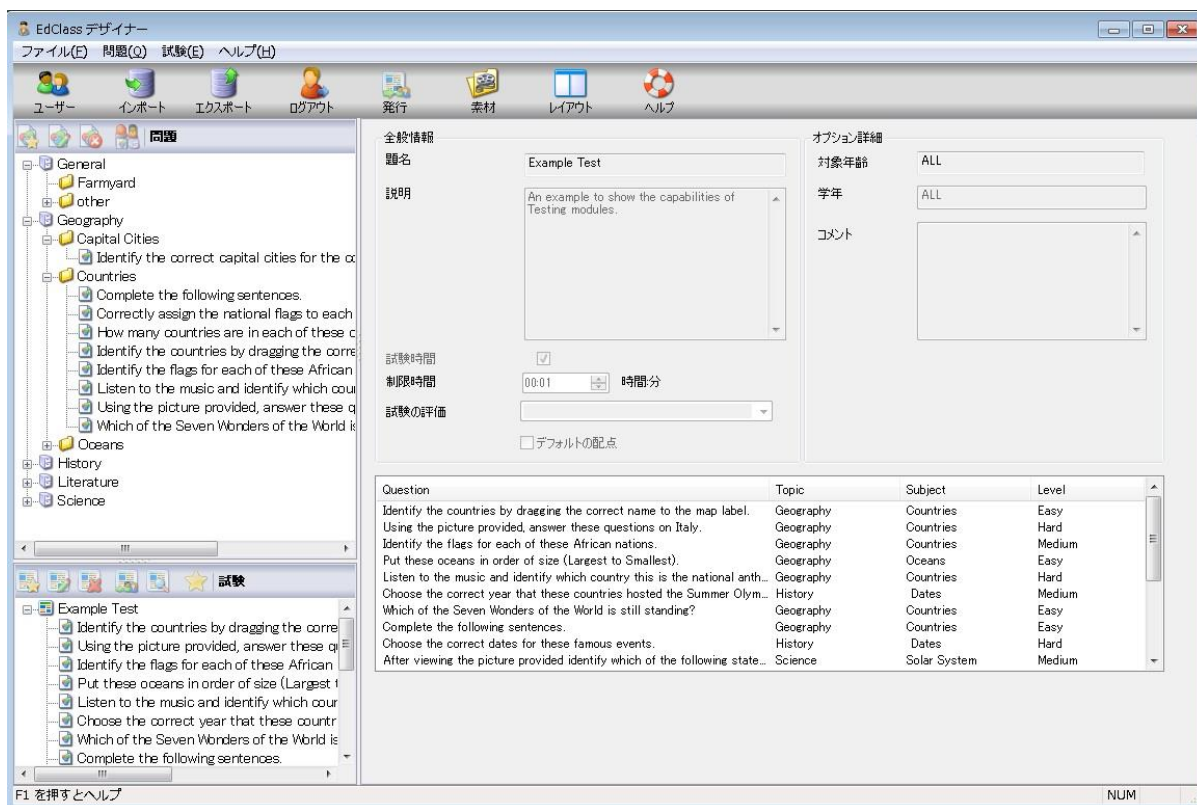 EdClass デザイナー
ファイル(F) 問題(Q) 試験(E) ヘルプ(H)
ユーザー インポート エクスポート ログアウト 発行 素材 レイアウト ヘルプ
問題
General
Farmyard
other
Geography
Capital Cities
Identify the correct capital cities for the co
Countries
Complete the following sentences.
Correctly assign the national flags to each
How many countries are in each of these c
Identify the countries by dragging the corre
Identify the flags for each of these African
Listen to the music and identify which cour
Using the picture provided, answer these q
Which of the Seven Wonders of the World is
Oceans
History
Literature
Science
試験
Example Test
Identify the countries by dragging the corre
Using the picture provided, answer these qu
Identify the flags for each of these African
Put these oceans in order of size (Largest t
Listen to the music and identify which cour
Choose the correct year that these countr
Which of the Seven Wonders of the World is
Complete the following sentences.
全般情報
題名 Example Test
説明 An example to show the capabilities of
Testing modules.
試験時間
制限時間 00:01 時間:分
試験の評価
デフォルトの配点
オプション詳細
対象年齢 ALL
学年 ALL
コメント
Question Topic Subject Level
Identify the countries by dragging the correct name to the map label. Geography Countries Easy
Using the picture provided, answer these questions on Italy. Geography Countries Hard
Identify the flags for each of these African nations. Geography Countries Medium
Put these oceans in order of size (Largest to Smallest). Geography Oceans Easy
Listen to the music and identify which country this is the national anth... Geography Countries Hard
Choose the correct year that these countries hosted the Summer Olym... History Dates Medium
Which of the Seven Wonders of the World is still standing? Geography Countries Easy
Complete the following sentences. Geography Countries Easy
Choose the correct dates for these famous events. History Dates Hard
After viewing the picture provided identify which of the following state... Science Solar System Medium
F1 を押すとヘルプ NUM